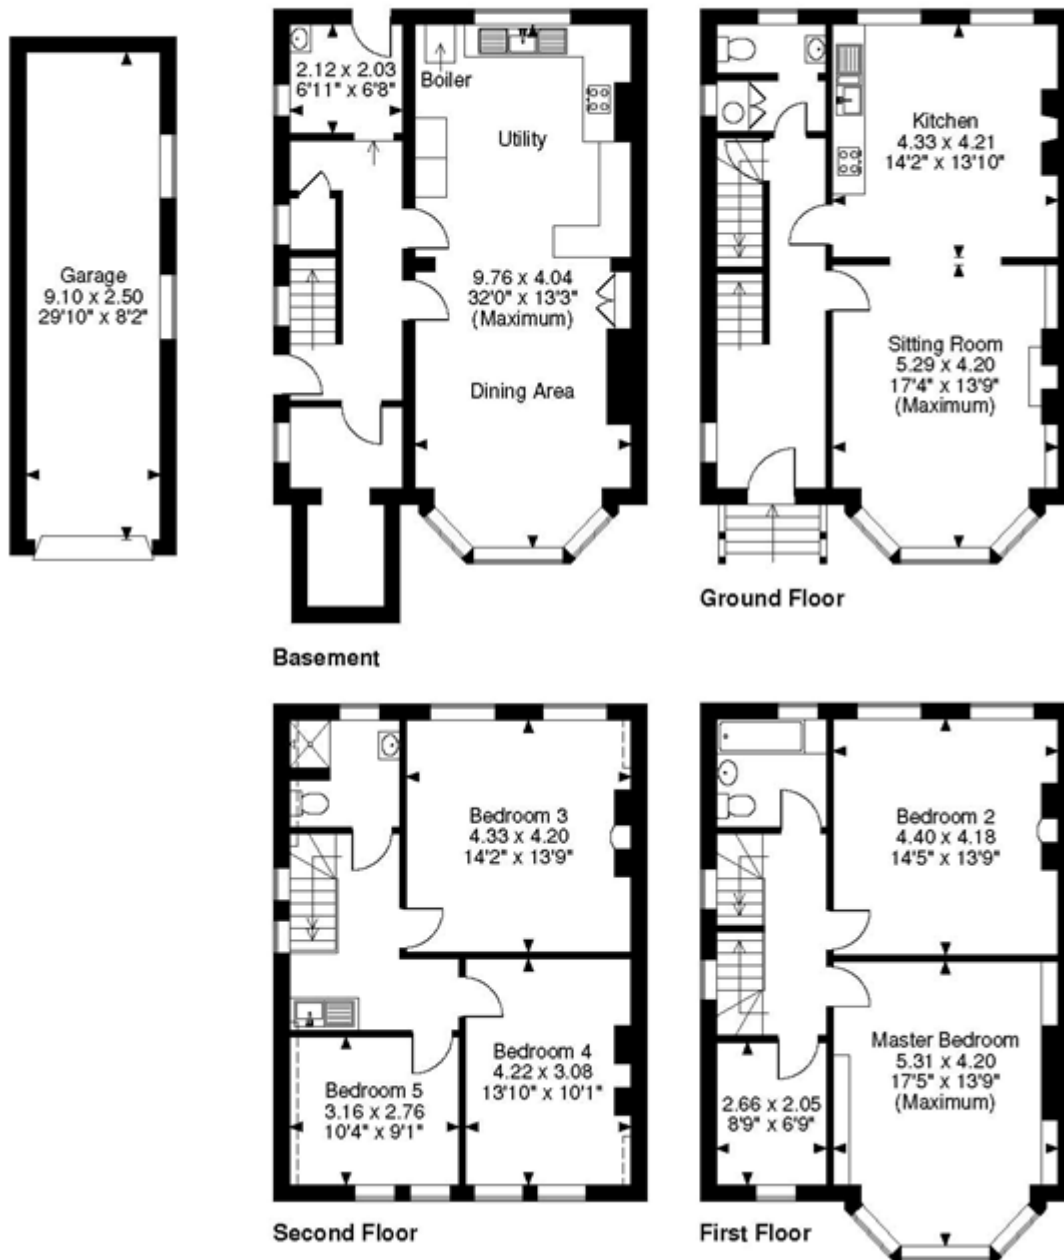 Garage
9.10 x 2.50
29'10" x 8'2"
2.12 x 2.03
6'11" x 6'8"
Boiler
Utility
9.76 x 4.04
32'0" x 13'3"
(Maximum)
Dining Area
Basement
Kitchen
4.33 x 4.21
14'2" x 13'10"
Sitting Room
5.29 x 4.20
17'4" x 13'9"
(Maximum)
Ground Floor
Bedroom 3
4.33 x 4.20
14'2" x 13'9"
Bedroom 4
4.22 x 3.08
13'10" x 10'1"
Bedroom 5
3.16 x 2.76
10'4" x 9'1"
Second Floor
Bedroom 2
4.40 x 4.18
14'5" x 13'9"
Master Bedroom
5.31 x 4.20
17'5" x 13'9"
(Maximum)
2.66 x 2.05
8'9" x 6'9"
First Floor